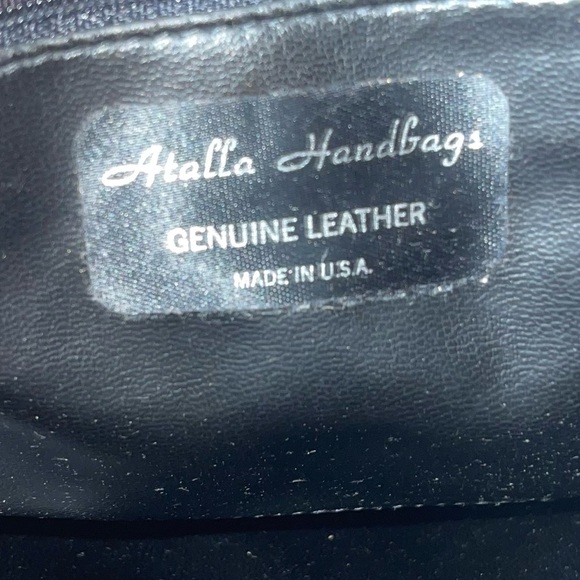 Atalla Handbags
GENUINE LEATHER
MADE IN U.S.A.